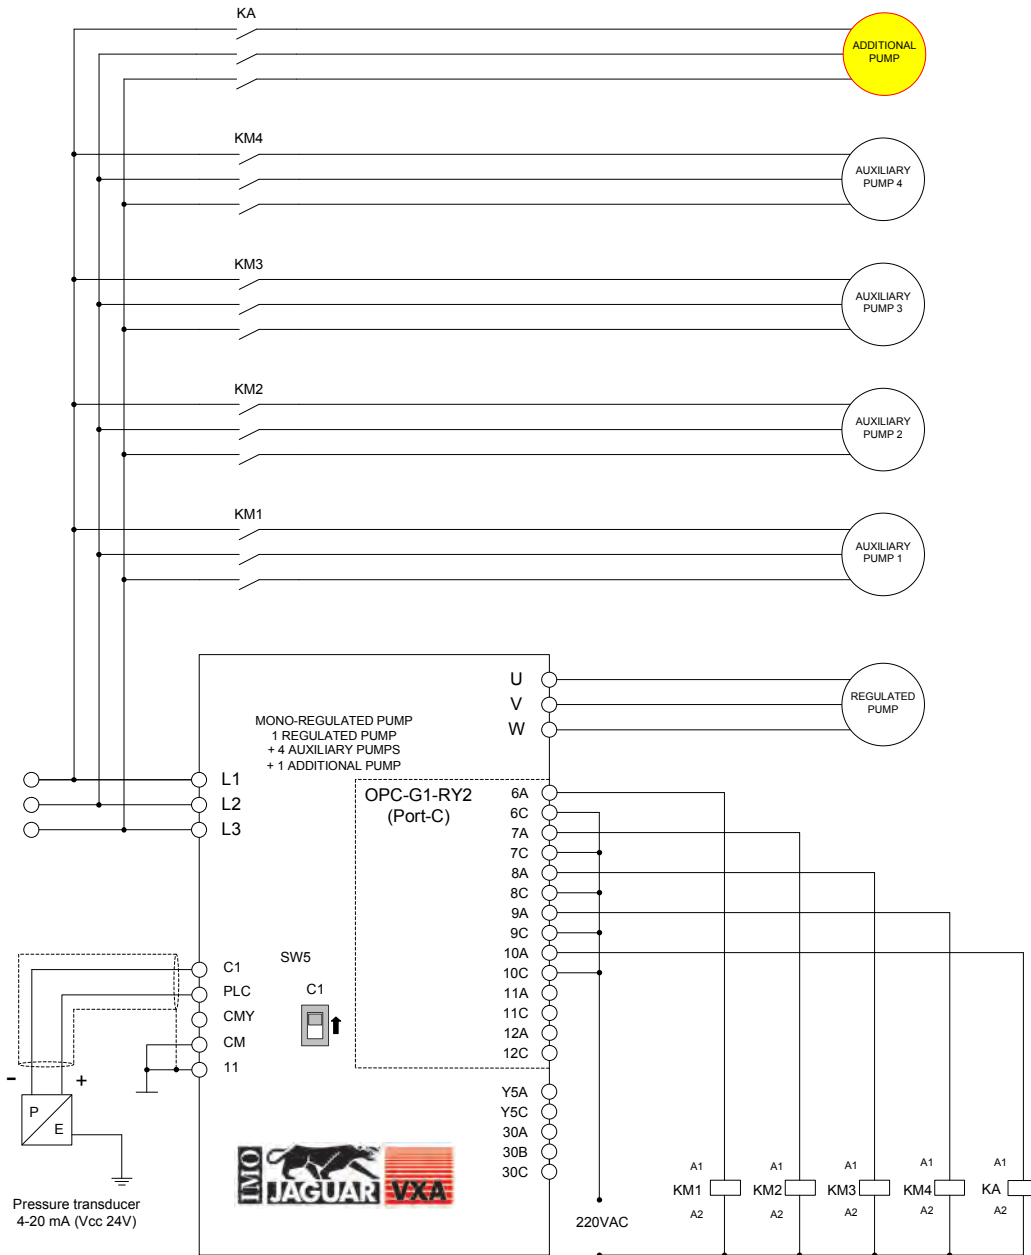 KA
ADDITIONAL
PUMP
KM4
AUXILIARY
PUMP 4
KM3
AUXILIARY
PUMP 3
KM2
AUXILIARY
PUMP 2
KM1
AUXILIARY
PUMP 1
U
V
W
REGULATED
PUMP
MONO-REGULATED PUMP
1 REGULATED PUMP
+ 4 AUXILIARY PUMPS
+ 1 ADDITIONAL PUMP
L1
L2
L3
OPC-G1-RY2
(Port-C)
6A
6C
7A
7C
8A
8C
9A
9C
10A
10C
11A
11C
12A
12C
Y5A
Y5C
30A
30B
30C
C1
PLC
CMY
CM
11
SW5
C1
- +
P
E
Pressure transducer
4-20 mA (Vcc 24V)
IMO
JAGUAR
VXA
220VAC
A1 A1 A1 A1 A1
KM1 KM2 KM3 KM4 KA
A2 A2 A2 A2 A2